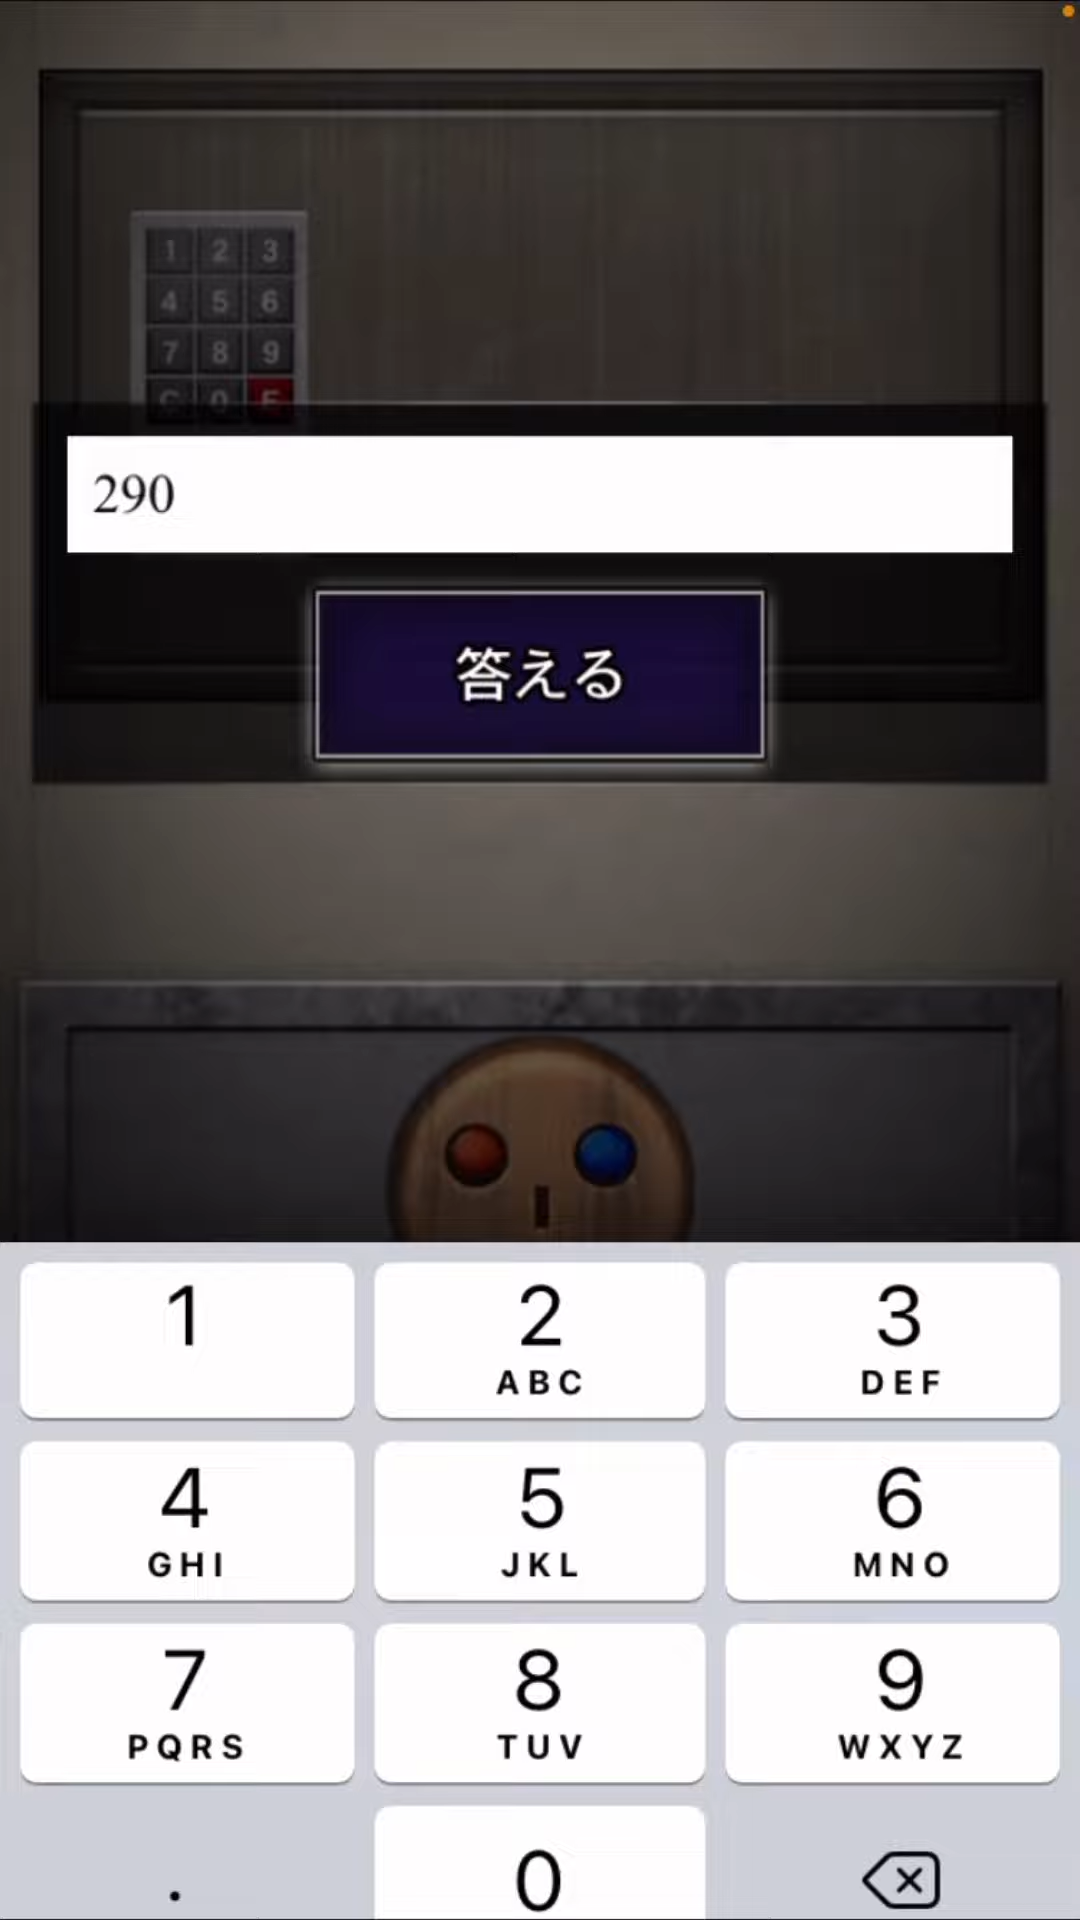 1 2 3
4 5 6
7 8 9
C 0 E
290
答える
1
2
3
ABC
DEF
4
5
6
GHI
JKL
MNO
7
8
9
PQRS
TUV
WXYZ
.
0